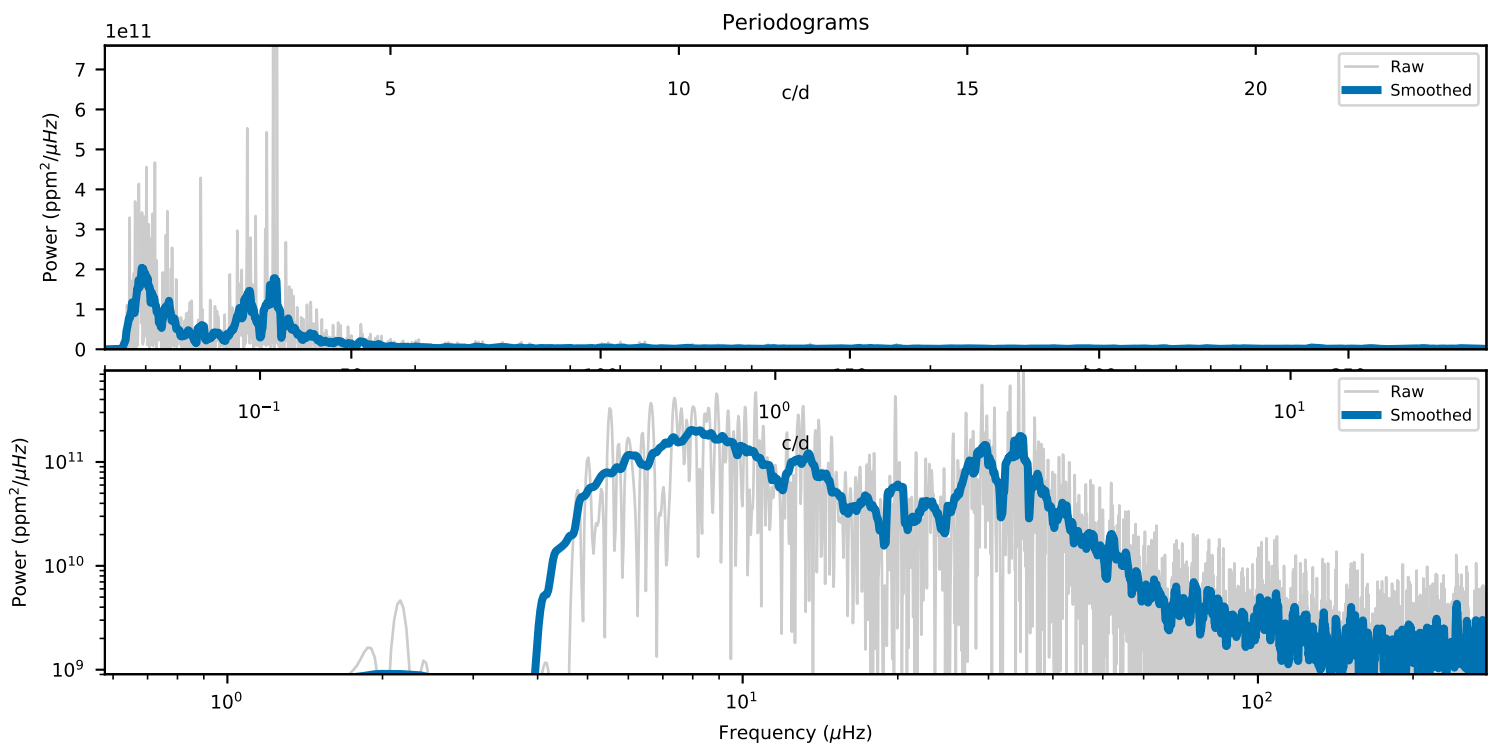 Periodograms
1e11
Power (ppm²/μHz)
7
6
5
4
3
2
1
0
5
10
15
20
c/d
Raw
Smoothed
Power (ppm²/μHz)
10¹¹
10¹⁰
10⁹
10⁻¹
10⁰
10¹
c/d
Raw
Smoothed
10⁰
10¹
10²
Frequency (μHz)